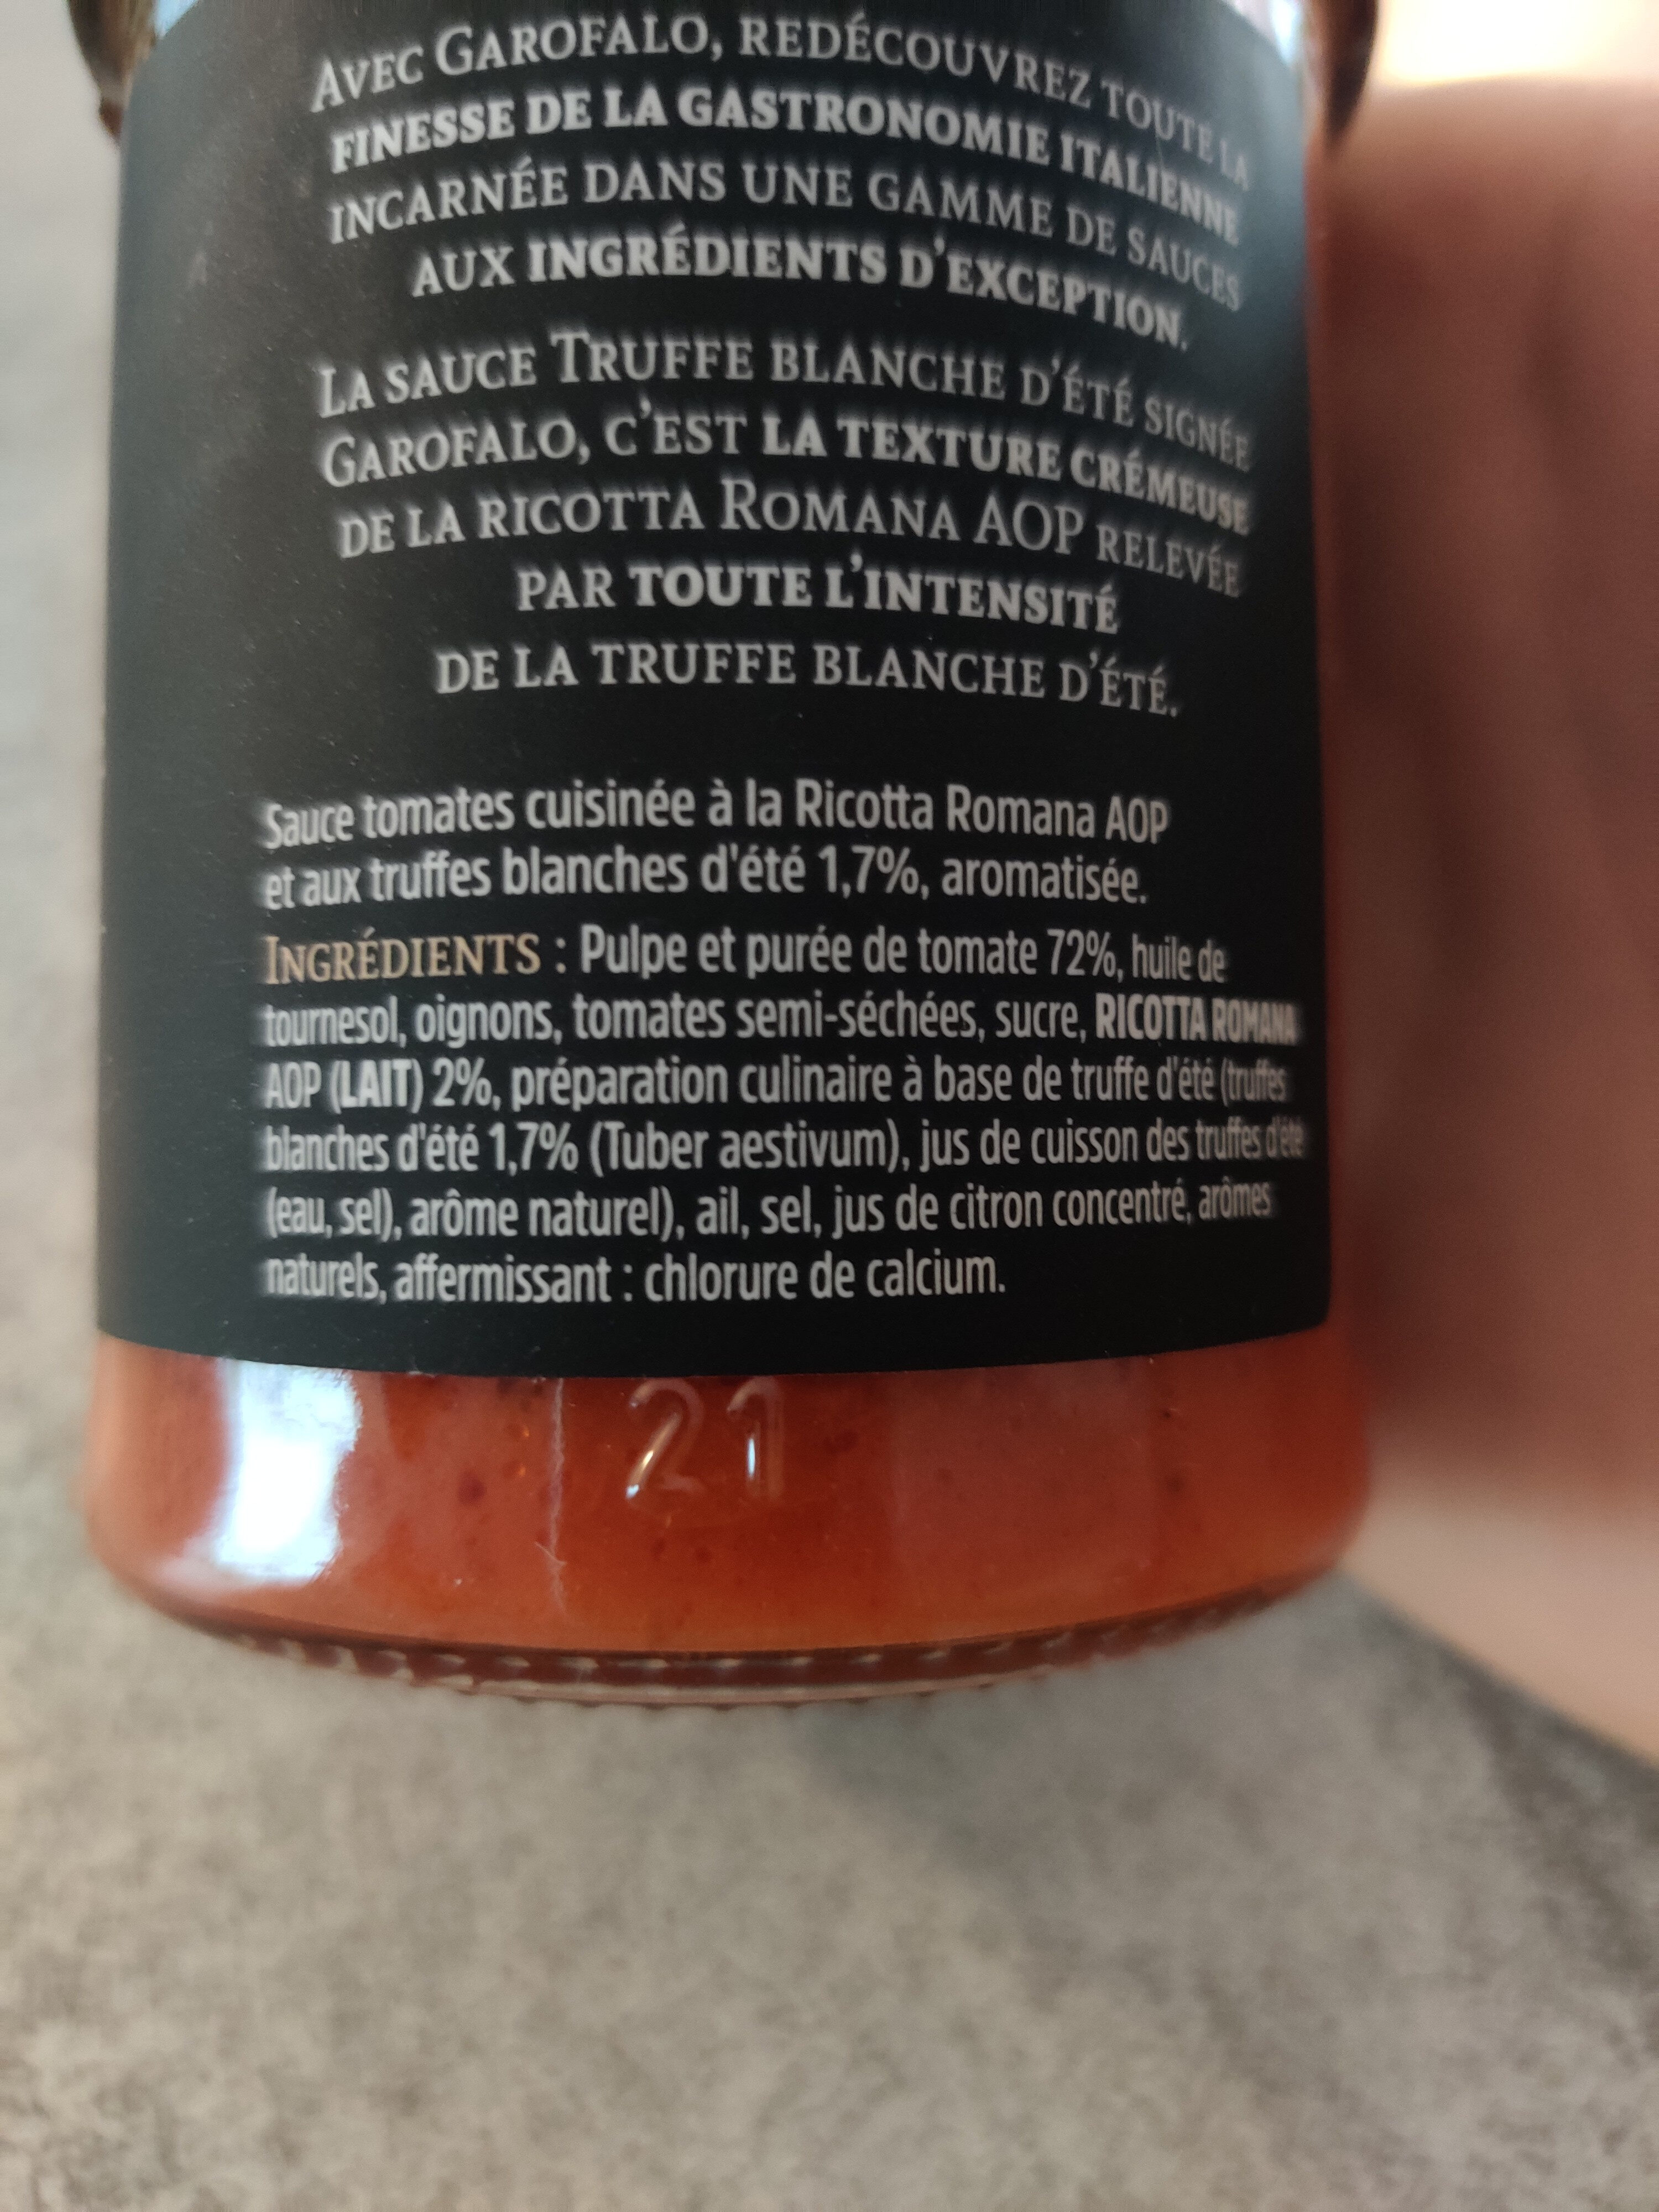 AVEC GAROFALO, REDÉCOUVREZ TOUTE LA
FINESSE DE LA GASTRONOMIE ITALIENNE
INCARNÉE DANS UNE GAMME DE SAUCES
AUX INGRÉDIENTS D'EXCEPTION.
LA SAUCE TRUFFE BLANCHE D'ÉTÉ SIGNÉE
GAROFALO, C'EST LA TEXTURE CRÉMEUSE
DE LA RICOTTA ROMANA AOP RELEVÉE
PAR TOUTE L'INTENSITÉ
DE LA TRUFFE BLANCHE D'ÉTÉ.
Sauce tomates cuisinée à la Ricotta Romana AOP
et aux truffes blanches d'été 1,7%, aromatisée.
INGRÉDIENTS : Pulpe et purée de tomate 72%, huile de
tournesol, oignons, tomates semi-séchées, sucre, RICOTTA ROMANA
AOP (LAIT) 2%, préparation culinaire à base de truffe d'été (truffes
blanches d'été 1,7% (Tuber aestivum), jus de cuisson des truffes d'été
(eau, sel), arôme naturel), ail, sel, jus de citron concentré, arômes
naturels, affermissant : chlorure de calcium.
21